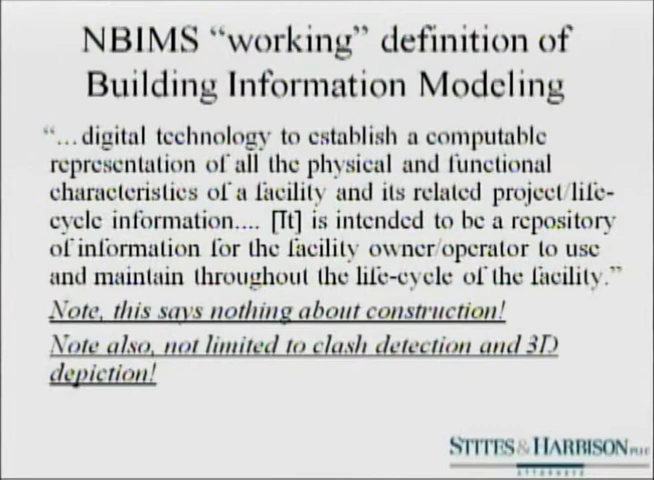 NBIMS “working” definition of
Building Information Modeling
“…digital technology to establish a computable
representation of all the physical and functional
characteristics of a facility and its related project/life-
cycle information.... [It] is intended to be a repository
of information for the facility owner/operator to use
and maintain throughout the life-cycle of the facility.”
Note, this says nothing about construction!
Note also, not limited to clash detection and 3D
depiction!
STITES & HARBISON PLLC
ATTORNEYS